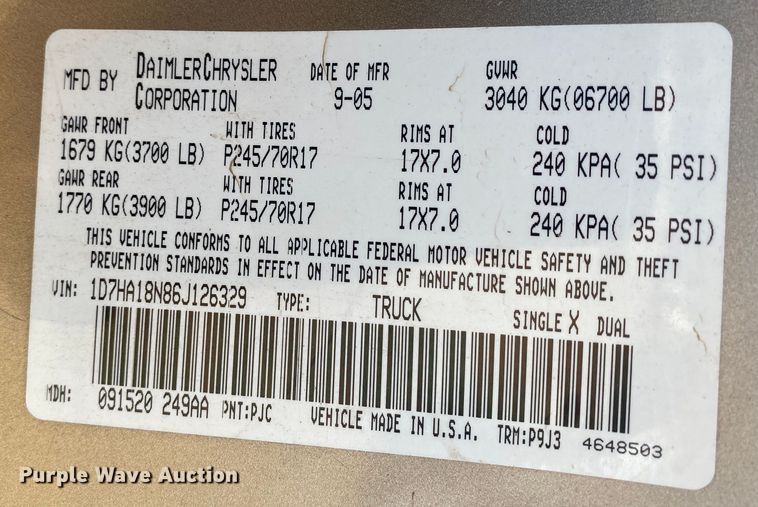 MFD BY DAIMLERCHRYSLER CORPORATION DATE OF MFR 9-05 GVWR 3040 KG(06700 LB)
GAWR FRONT WITH TIRES RIMS AT COLD
1679 KG(3700 LB) P245/70R17 17X7.0 240 KPA( 35 PSI)
GAWR REAR WITH TIRES RIMS AT COLD
1770 KG(3900 LB) P245/70R17 17X7.0 240 KPA( 35 PSI)
THIS VEHICLE CONFORMS TO ALL APPLICABLE FEDERAL MOTOR VEHICLE SAFETY AND THEFT
PREVENTION STANDARDS IN EFFECT ON THE DATE OF MANUFACTURE SHOWN ABOVE.
VIN: 1D7HA18N86J126329 TYPE: TRUCK SINGLE X DUAL
MDH: 091520 249AA PNT:PJC VEHICLE MADE IN U.S.A. TRM:P9J3 4648503
Purple Wave Auction